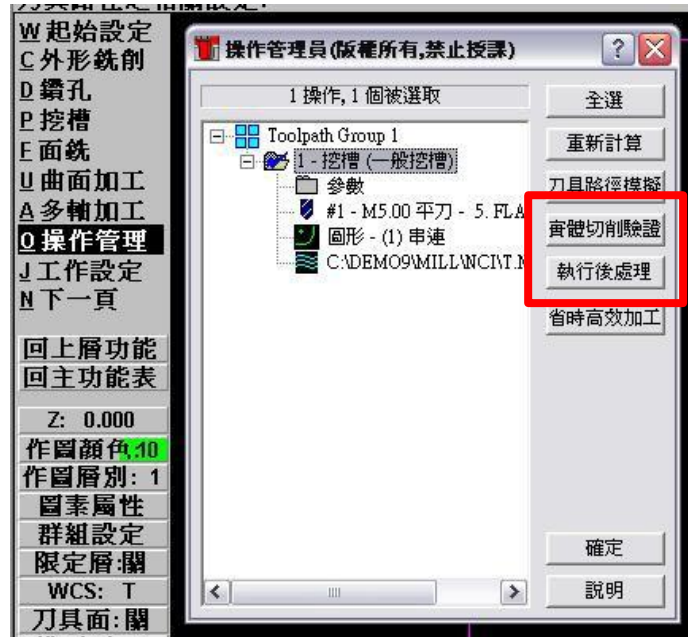 W 起始設定
C 外形銑削
D 鑽孔
P 挖槽
F 面銑
U 曲面加工
A 多軸加工
O 操作管理
J 工作設定
N 下一頁
回上層功能
回主功能表
Z: 0.000
作圖顏色:10
作圖層別: 1
圖素屬性
群組設定
限定層:關
WCS: T
刀具面:關
操作管理員(版權所有,禁止授課)
1 操作, 1 個被選取
Toolpath Group 1
1 - 挖槽 (一般挖槽)
參數
#1 - M5.00 平刀 - 5. FLA
圖形 - (1) 串連
C:\DEMO9\MILL\NCI\T.N
全選
重新計算
刀具路徑模擬
實體切削驗證
執行後處理
省時高效加工
確定
說明